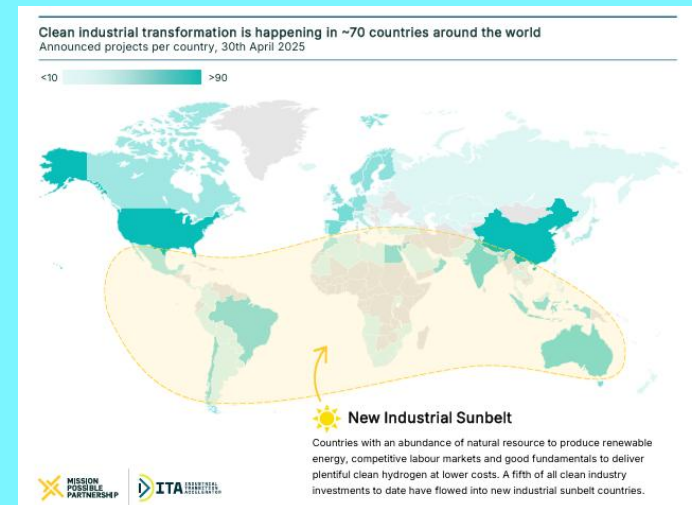 Clean industrial transformation is happening in ~70 countries around the world
Announced projects per country, 30th April 2025
<10 >90
New Industrial Sunbelt
Countries with an abundance of natural resource to produce renewable
energy, competitive labour markets and good fundamentals to deliver
plentiful clean hydrogen at lower costs. A fifth of all clean industry
investments to date have flowed into new industrial sunbelt countries.
MISSION
POSSIBLE
PARTNERSHIP
ITA
INDUSTRIAL
TRANSITION
ACCELERATOR